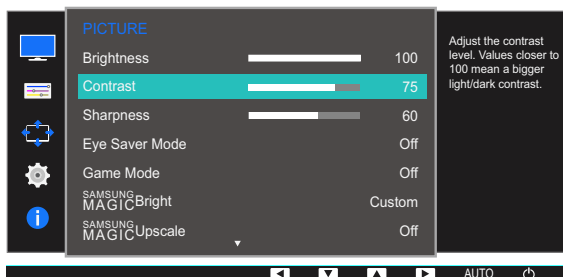 PICTURE
Brightness 100
Contrast 75
Sharpness 60
Eye Saver Mode Off
Game Mode Off
SAMSUNG
MAGICBright Custom
SAMSUNG
MAGICUpscale Off
Adjust the contrast
level. Values closer to
100 mean a bigger
light/dark contrast.
AUTO